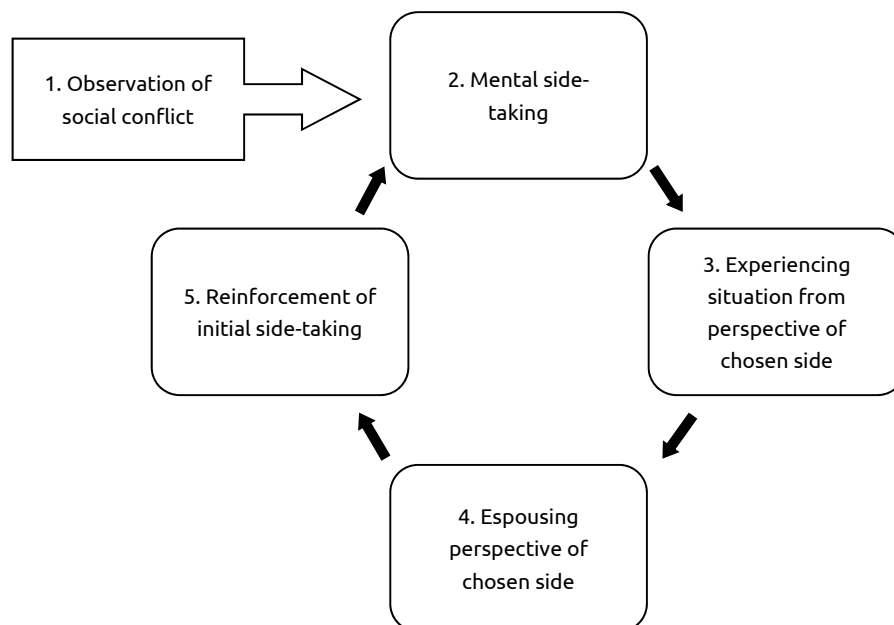 1. Observation of
social conflict
2. Mental side-
taking
3. Experiencing
situation from
perspective of
chosen side
4. Espousing
perspective of
chosen side
5. Reinforcement of
initial side-taking